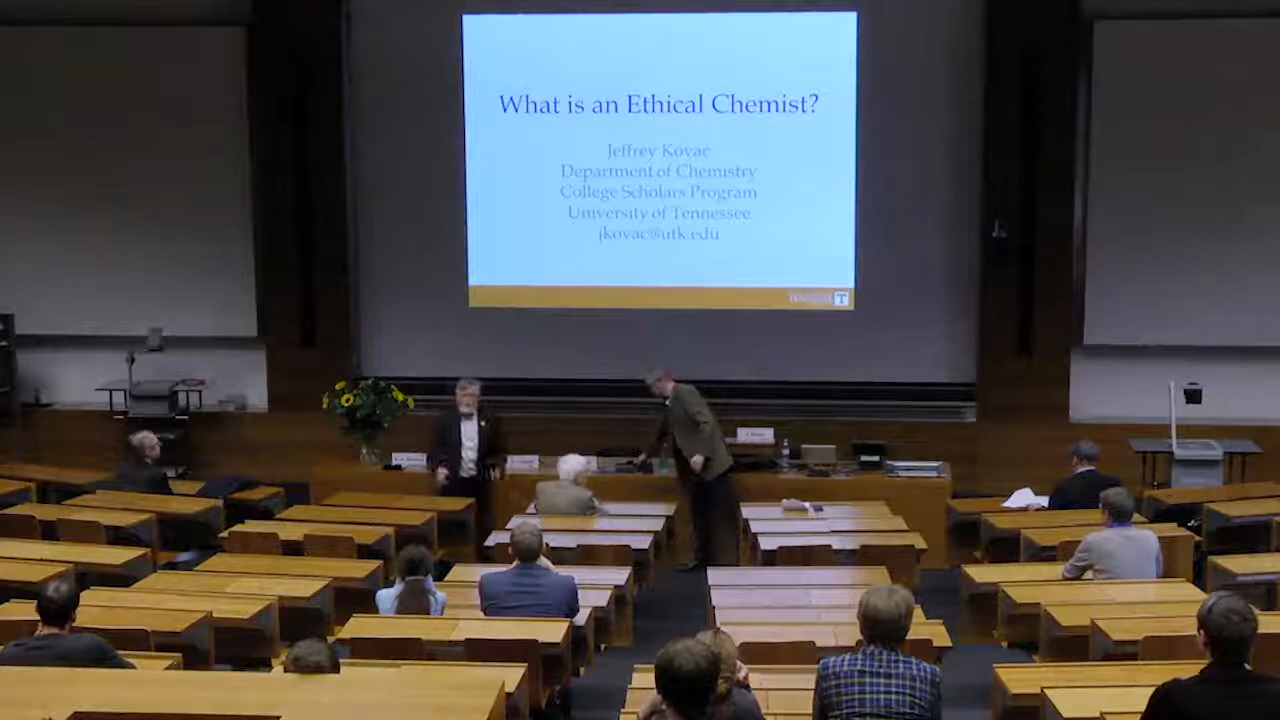 What is an Ethical Chemist?
Jeffrey Kovac
Department of Chemistry
College Scholars Program
University of Tennessee
jkovac@utk.edu
T